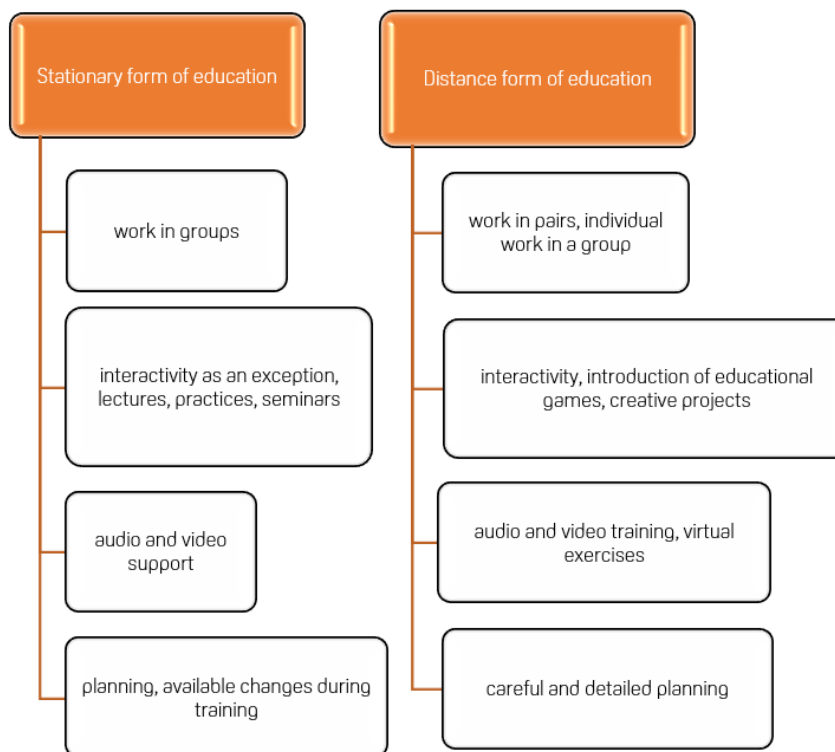 Stationary form of education
work in groups
interactivity as an exception,
lectures, practices, seminars
audio and video
support
planning, available changes during
training
Distance form of education
work in pairs, individual
work in a group
interactivity, introduction of educational
games, creative projects
audio and video training, virtual
exercises
careful and detailed planning